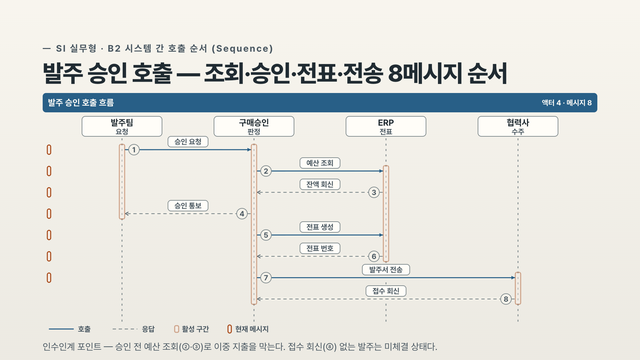 — SI 실무형 · B2 시스템 간 호출 순서 (Sequence)
발주 승인 호출 — 조회·승인·전표·전송 8메시지 순서
발주 승인 호출 흐름
액터 4 · 메시지 8
발주팀
요청
구매승인
판정
ERP
전표
협력사
수주
승인 요청
1
예산 조회
2
잔액 회신
3
승인 통보
4
전표 생성
5
전표 번호
6
발주서 전송
7
접수 회신
8
호출
응답
활성 구간
현재 메시지
인수인계 포인트 — 승인 전 예산 조회(②·③)로 이중 지출을 막는다. 접수 회신(⑧) 없는 발주는 미체결 상태다.